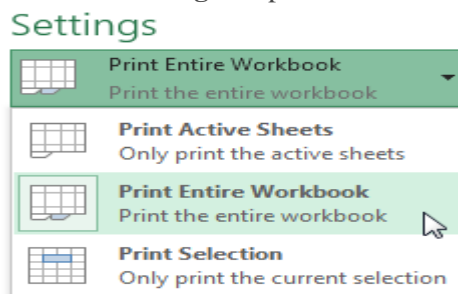 Settings
Print Entire Workbook
Print the entire workbook
Print Active Sheets
Only print the active sheets
Print Entire Workbook
Print the entire workbook
Print Selection
Only print the current selection